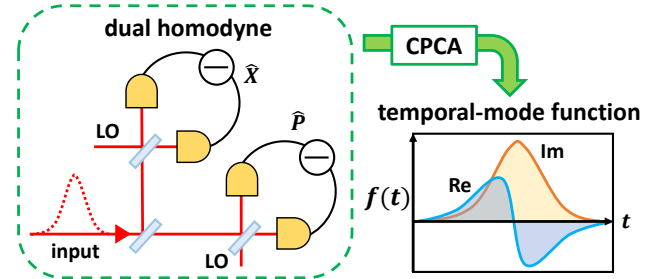 dual homodyne
X̂
LO
P̂
input
LO
CPCA
temporal-mode function
f(t)
Re
Im
t